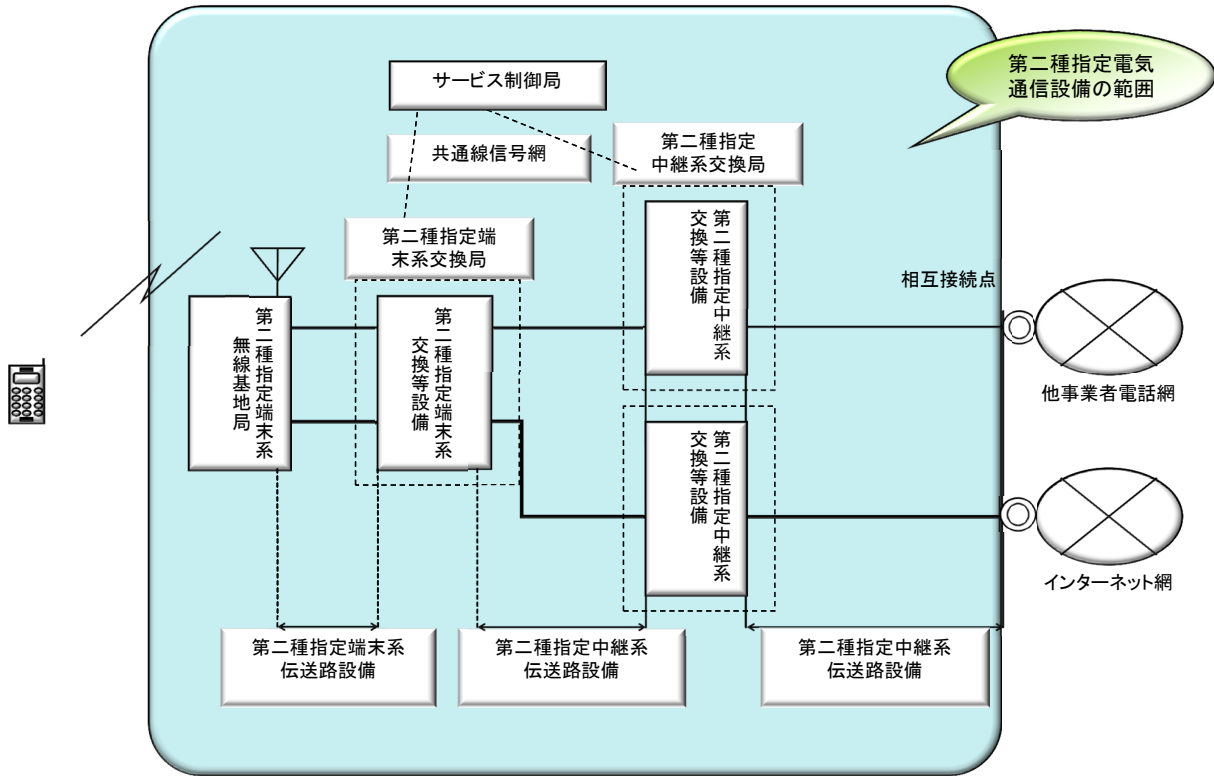 第二種指定電気
通信設備の範囲
サービス制御局
共通線信号網
第二種指定
中継系交換局
第二種指定端
末系交換局
第二種指定端末系
無線基地局
第二種指定端末系
交換等設備
第二種指定中継系
交換等設備
第二種指定中継系
交換等設備
相互接続点
他事業者電話網
インターネット網
第二種指定端末系
伝送路設備
第二種指定中継系
伝送路設備
第二種指定中継系
伝送路設備